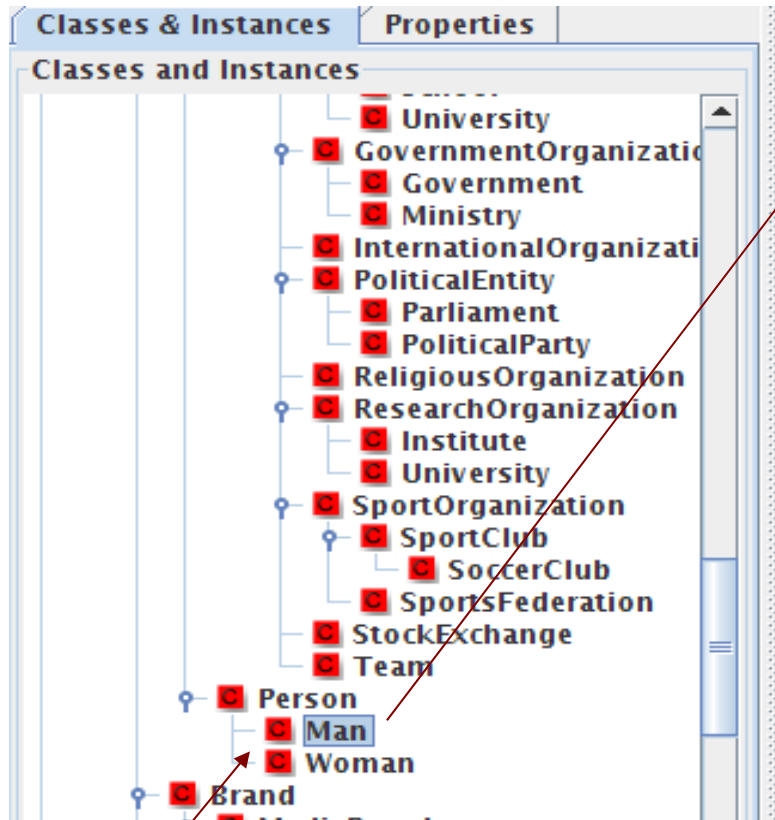 Classes & Instances Properties
Classes and Instances
C University
C GovernmentOrganizatio
C Government
C Ministry
C InternationalOrganizati
C PoliticalEntity
C Parliament
C PoliticalParty
C ReligiousOrganization
C ResearchOrganization
C Institute
C University
C SportOrganization
C SportClub
C SoccerClub
C SportsFederation
C StockExchange
C Team
C Person
C Man
C Woman
C Brand